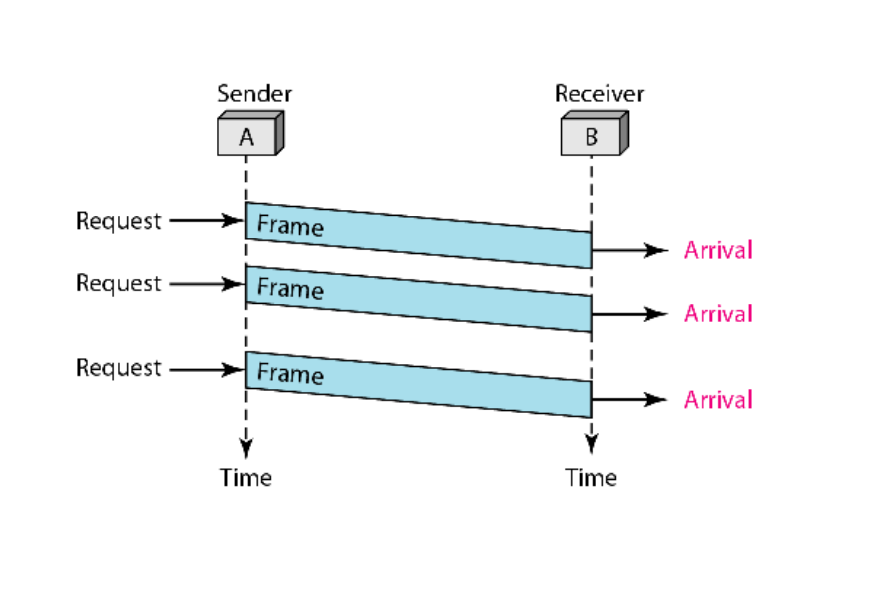 Sender Receiver
A B
Request Frame
Arrival
Request Frame
Arrival
Request Frame
Arrival
Time Time